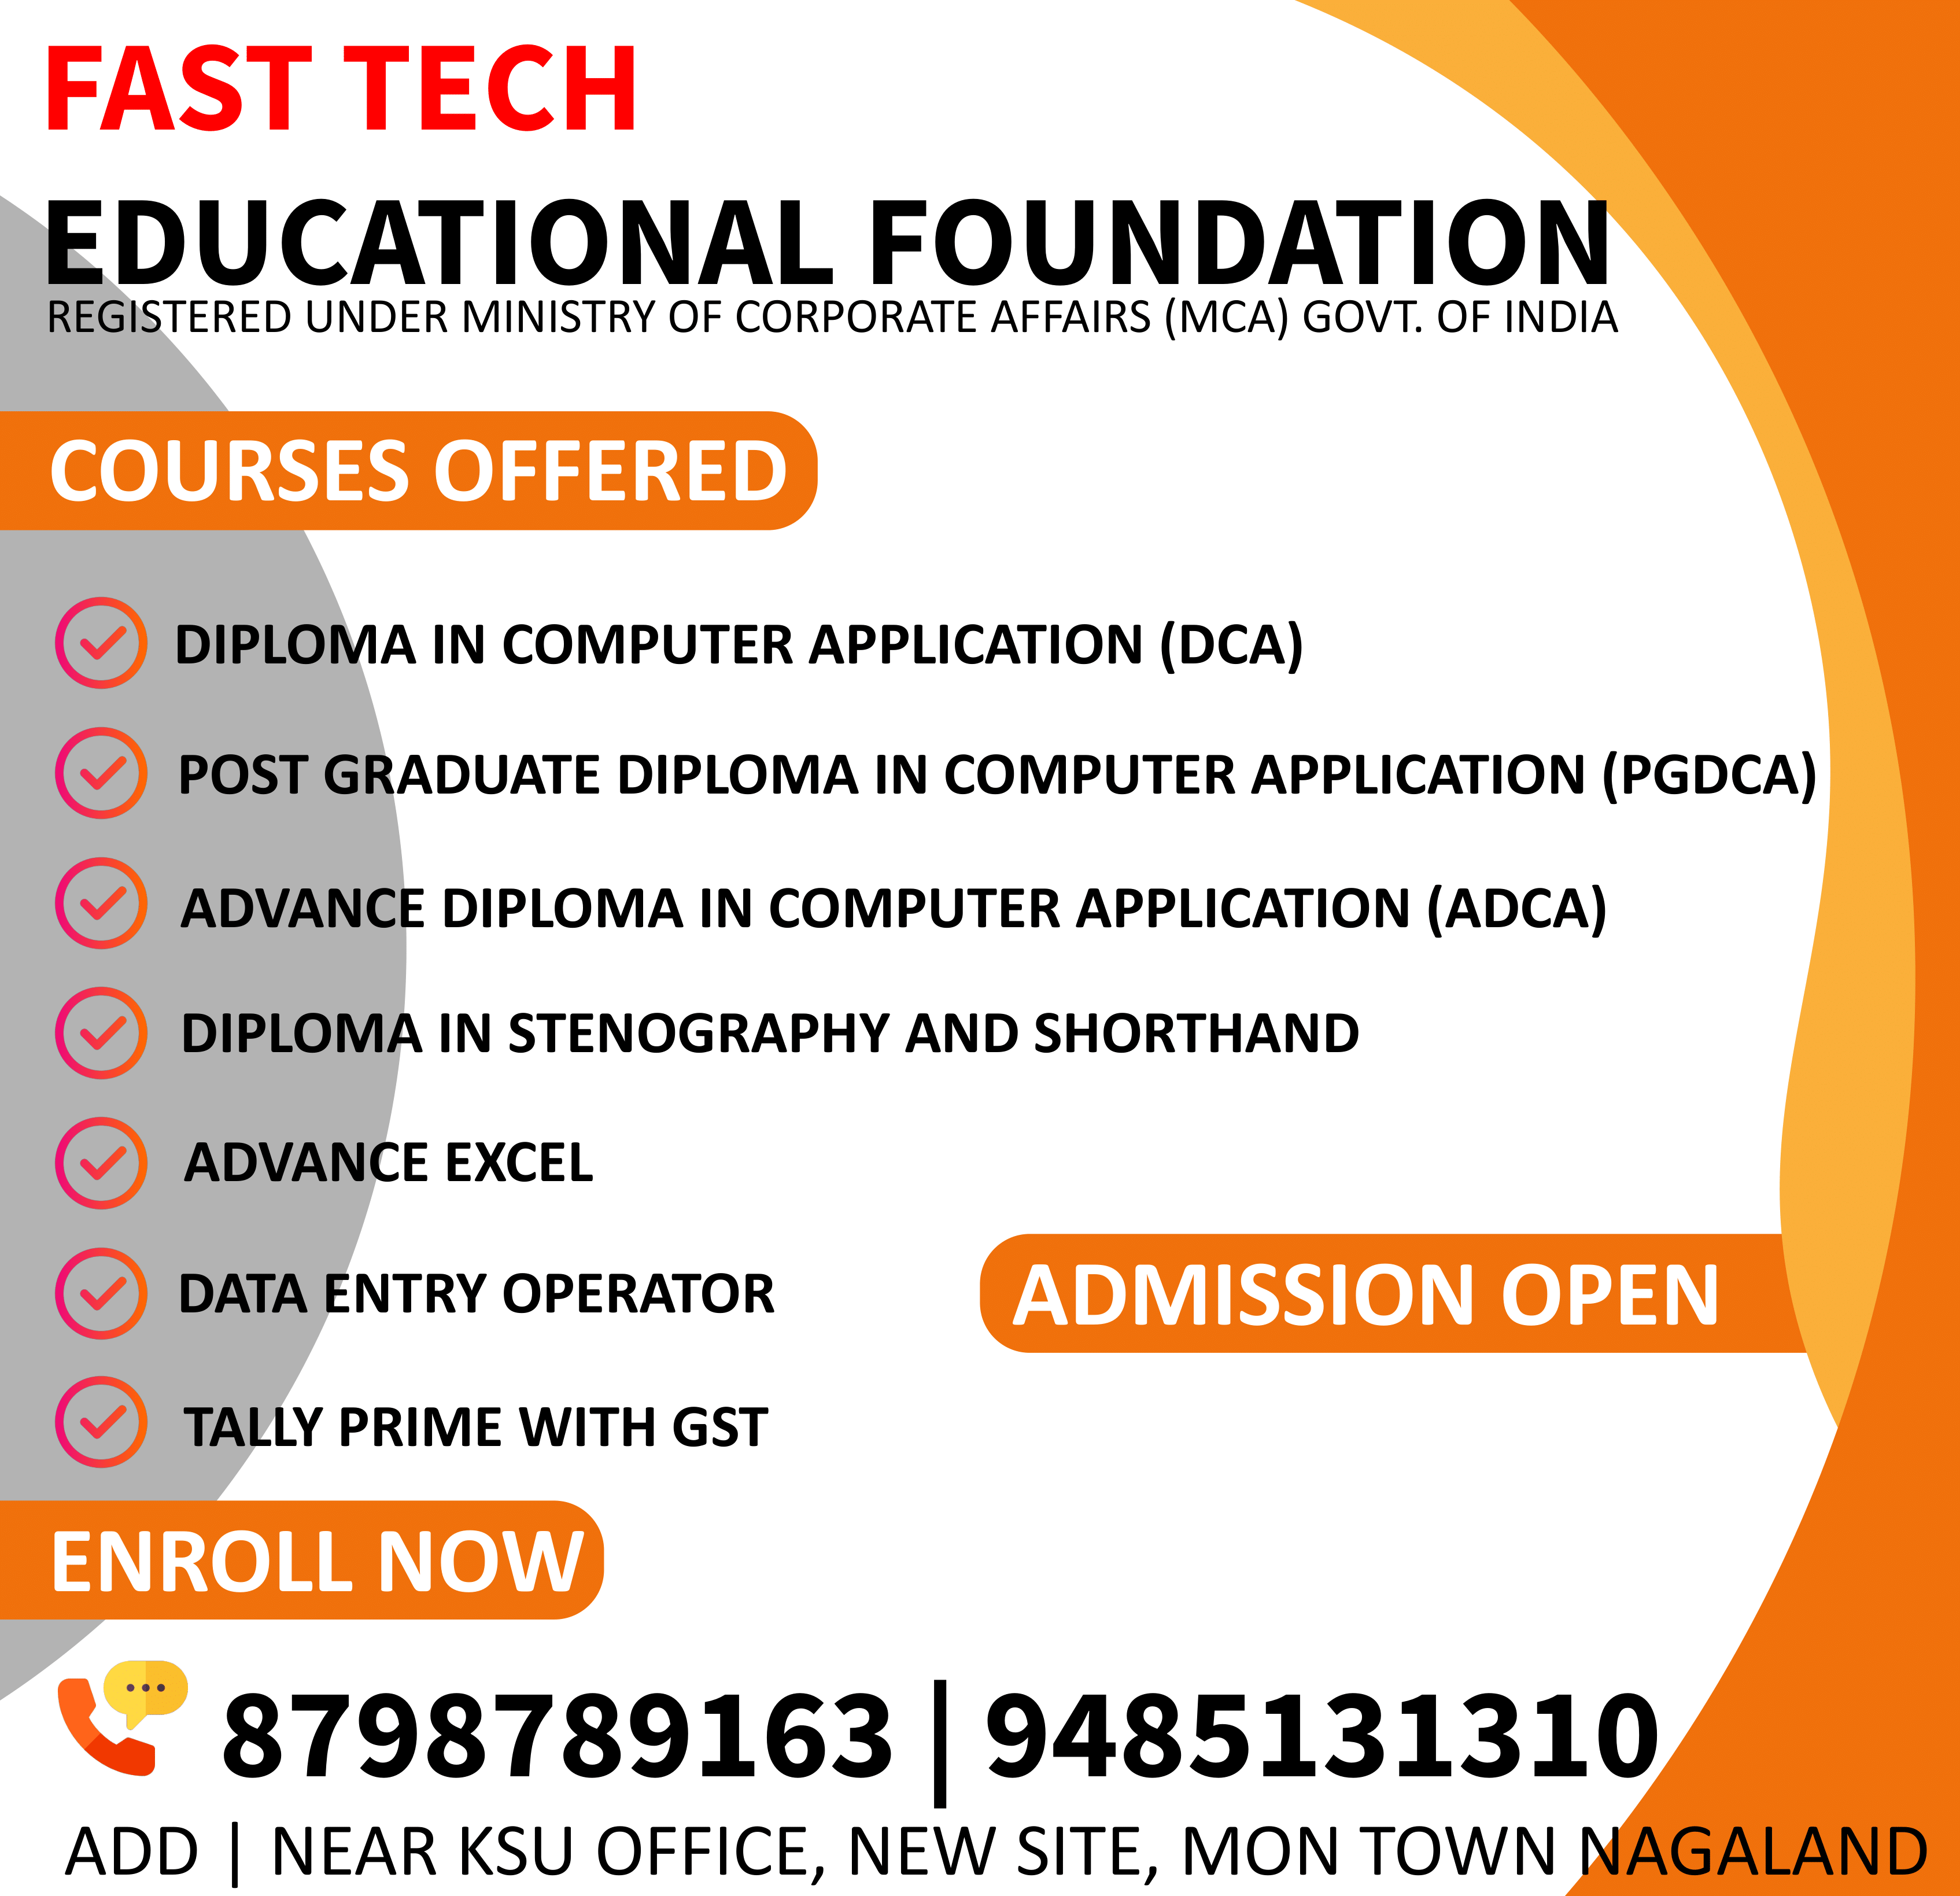 FAST TECH
EDUCATIONAL FOUNDATION
REGISTERED UNDER MINISTRY OF CORPORATE AFFAIRS (MCA) GOVT. OF INDIA
COURSES OFFERED
DIPLOMA IN COMPUTER APPLICATION (DCA)
POST GRADUATE DIPLOMA IN COMPUTER APPLICATION (PGDCA)
ADVANCE DIPLOMA IN COMPUTER APPLICATION (ADCA)
DIPLOMA IN STENOGRAPHY AND SHORTHAND
ADVANCE EXCEL
DATA ENTRY OPERATOR
ADMISSION OPEN
TALLY PRIME WITH GST
ENROLL NOW
8798789163 | 9485131310
ADD | NEAR KSU OFFICE, NEW SITE, MON TOWN NAGALAND